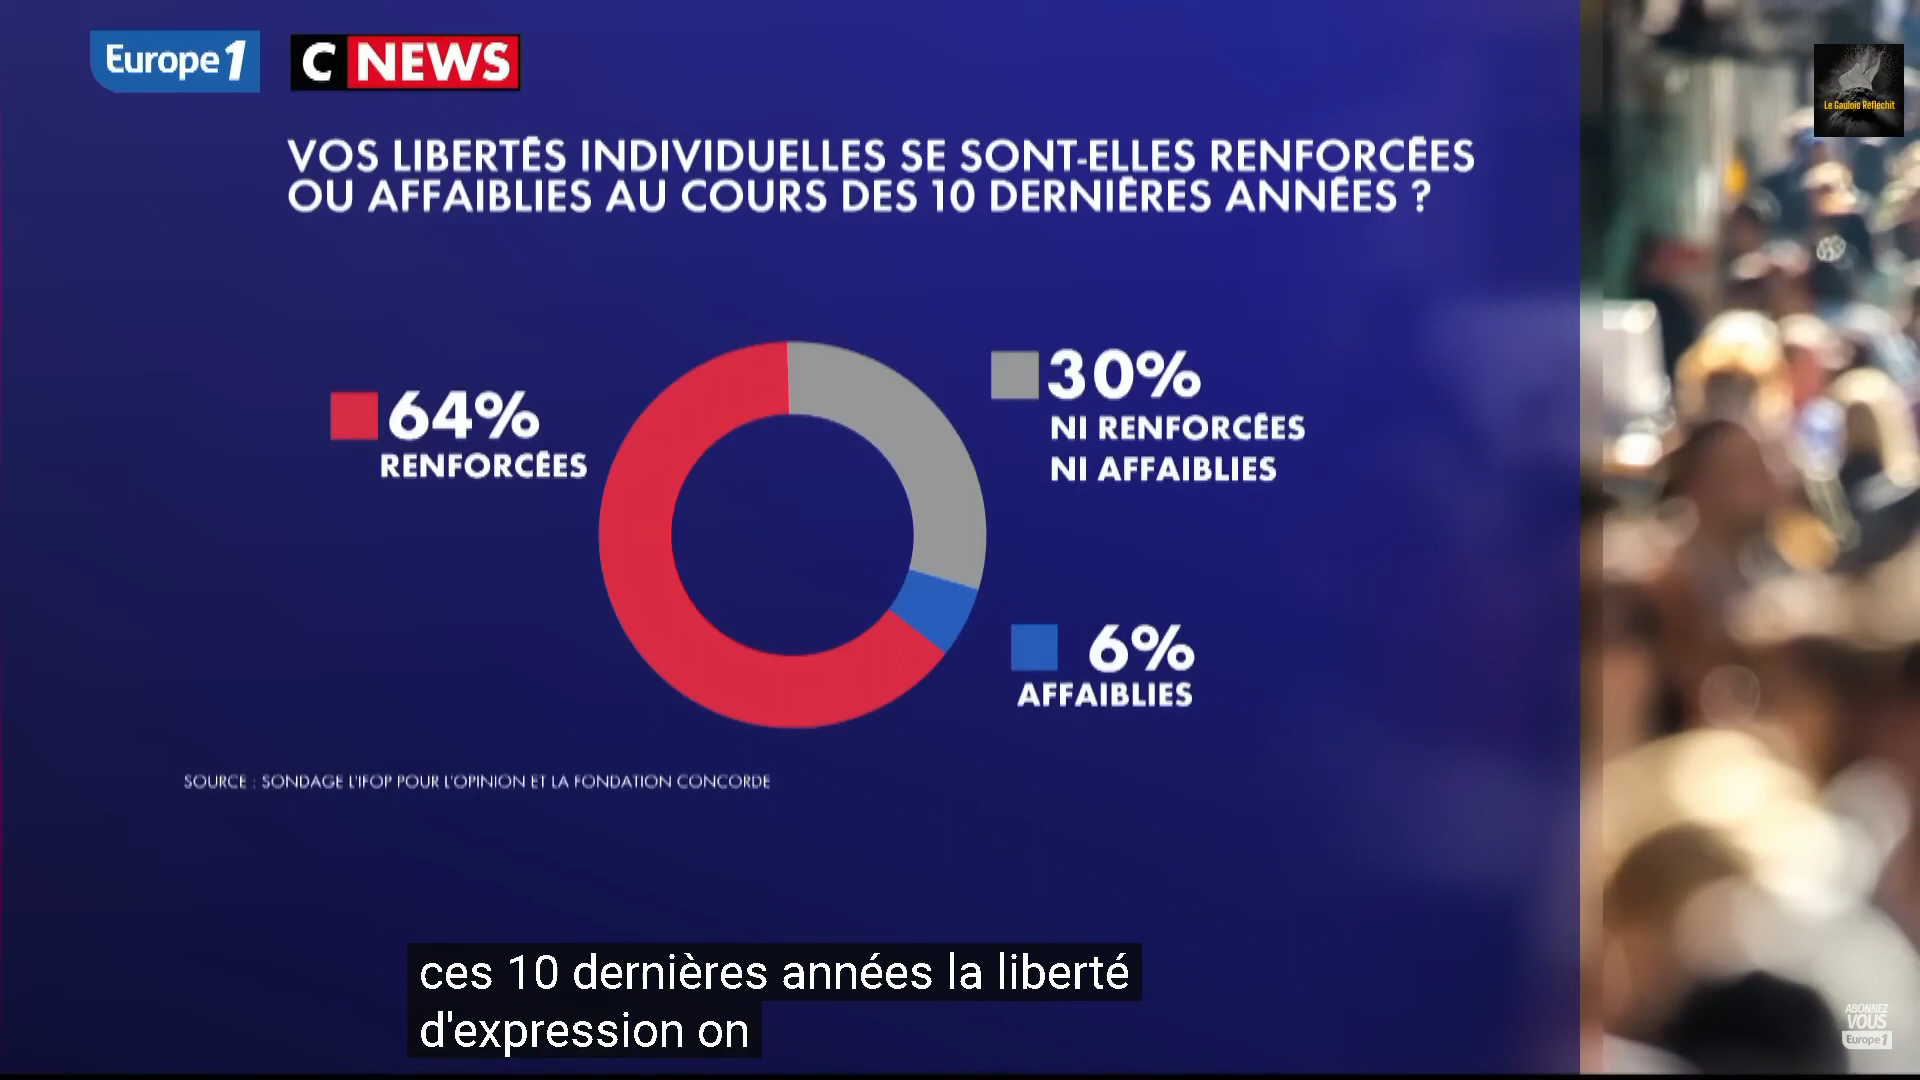 Europe 1
C NEWS
Le Gaulois Réfléchit
VOS LIBERTÉS INDIVIDUELLES SE SONT-ELLES RENFORCÉES
OU AFFAIBLIES AU COURS DES 10 DERNIÈRES ANNÉES ?
64%
RENFORCÉES
30%
NI RENFORCÉES
NI AFFAIBLIES
6%
AFFAIBLIES
SOURCE : SONDAGE L'IFOP POUR L'OPINION ET LA FONDATION CONCORDE
ces 10 dernières années la liberté
d'expression on
ABONNEZ
VOUS
Europe 1